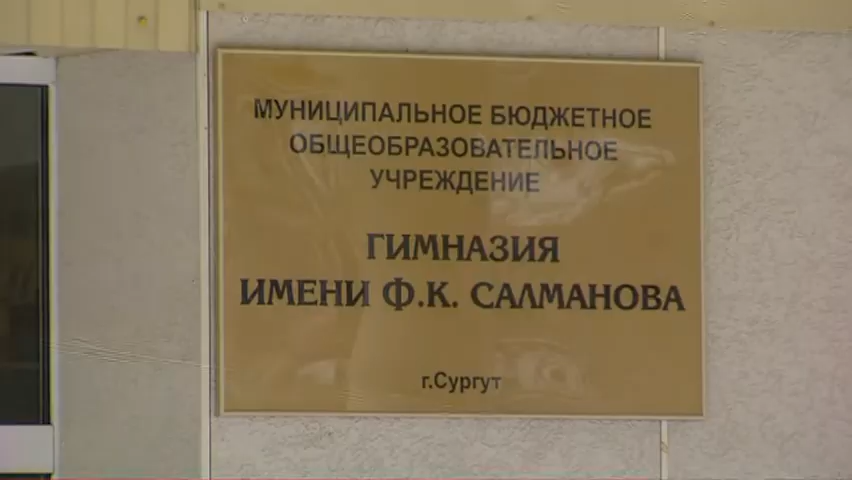 МУНИЦИПАЛЬНОЕ БЮДЖЕТНОЕ
ОБЩЕОБРАЗОВАТЕЛЬНОЕ
УЧРЕЖДЕНИЕ
ГИМНАЗИЯ
ИМЕНИ Ф.К. САЛМАНОВА
г.Сургут